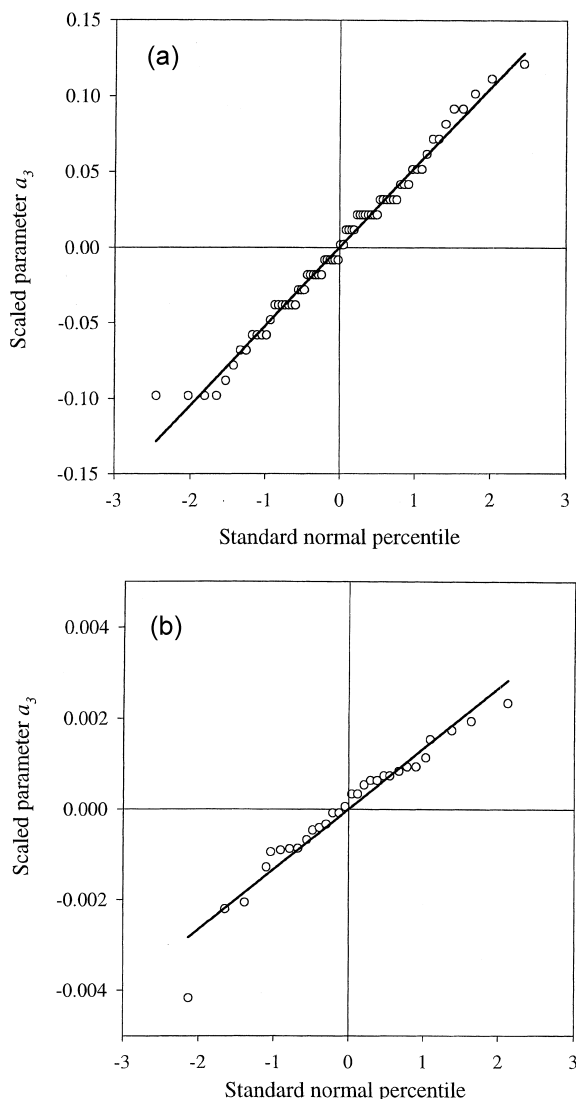 (a)
0.15
0.10
0.05
0.00
-0.05
-0.10
-0.15
Scaled parameter a3
-3 -2 -1 0 1 2 3
Standard normal percentile
(b)
0.004
0.002
0.000
-0.002
-0.004
Scaled parameter a3
-3 -2 -1 0 1 2 3
Standard normal percentile